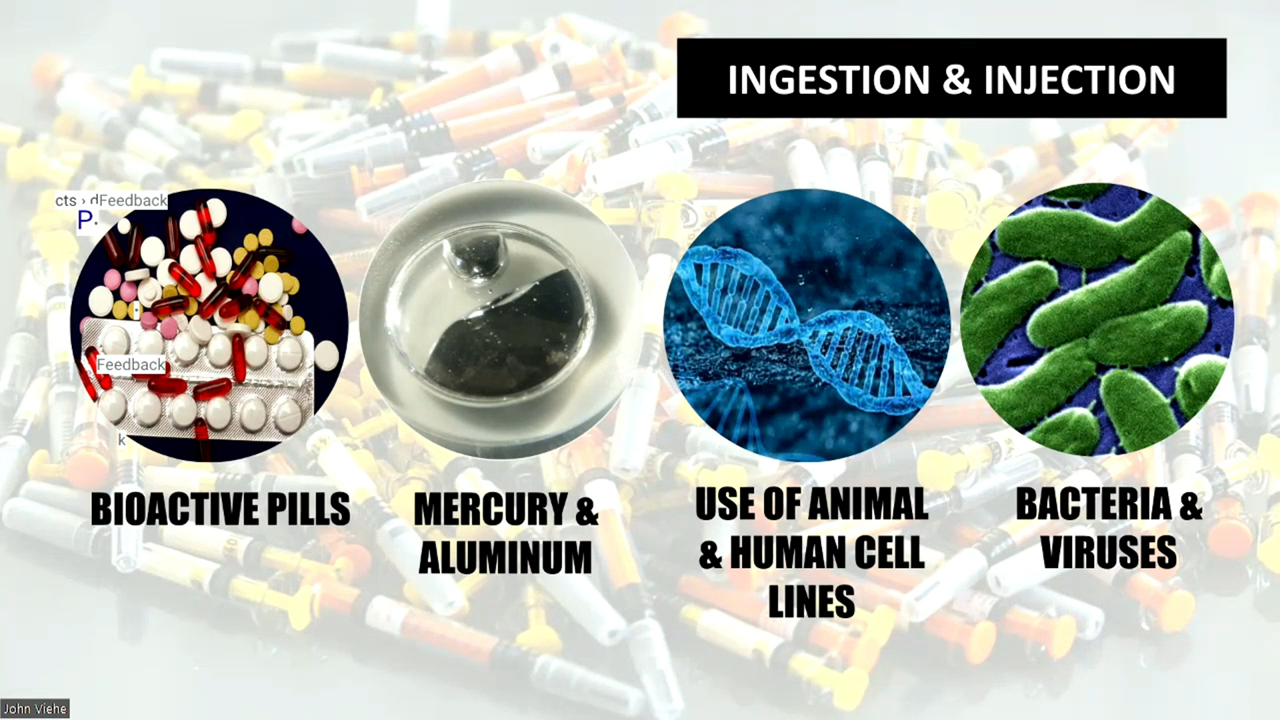 INGESTION & INJECTION
cts › dFeedback
P.
Feedback
k
BIOACTIVE PILLS
MERCURY &
ALUMINUM
USE OF ANIMAL
& HUMAN CELL
LINES
BACTERIA &
VIRUSES
John Viehe